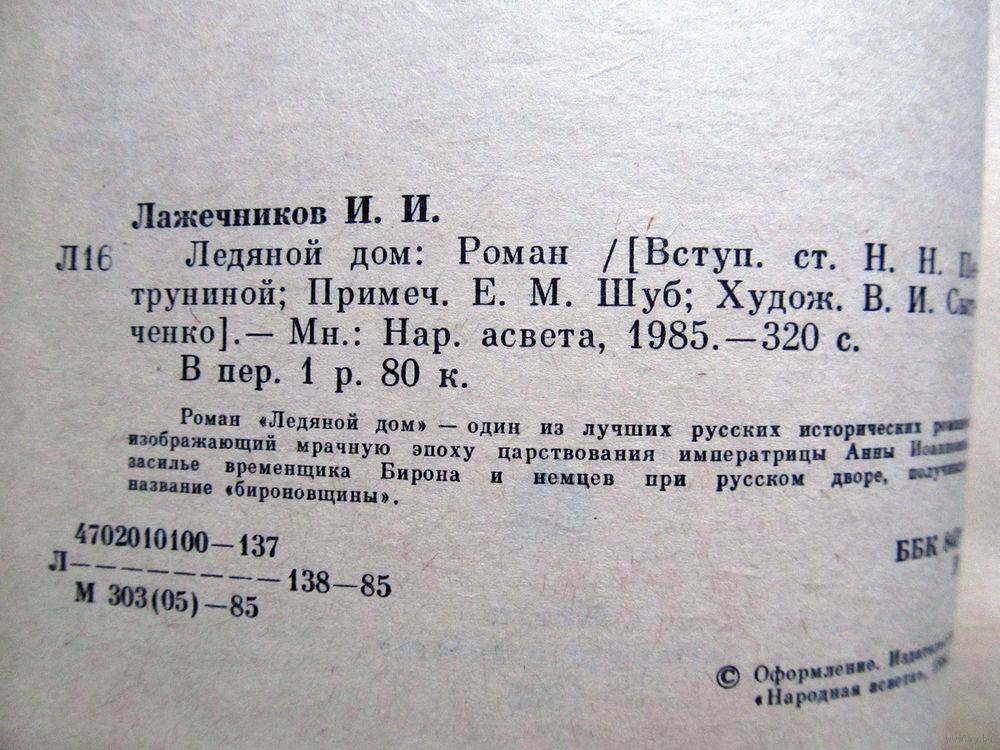 Лажечников И. И.
Л16 Ледяной дом: Роман /[Вступ. ст. Н. Н. Пе-
труниной; Примеч. Е. М. Шуб; Худож. В. И.
ченко].— Мн.: Нар. асвета, 1985.—320 с.
В пер. 1 р. 80 к.
Роман «Ледяной дом» — один из лучших русских исторических
изображающий мрачную эпоху царствования императрицы Анны
засилье временщика Бирона и немцев при русском дворе,
название «бироновщины».
4702010100—137
Л————————138—85
М 303(05)—85
ББК
© Оформление.
«Народная асвета»,